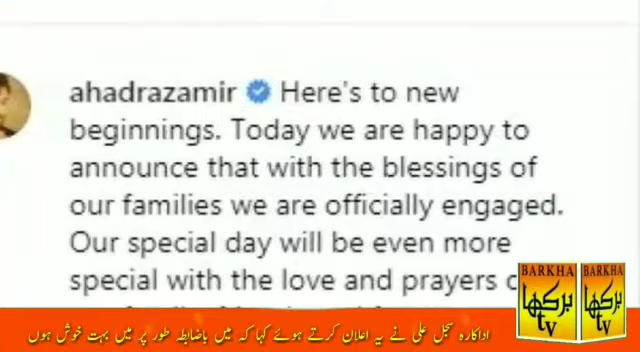 ahadrazamir Here's to new
beginnings. Today we are happy to
announce that with the blessings of
our families we are officially engaged.
Our special day will be even more
special with the love and prayers
BARKHA
برکھا
tv
BARKHA
برکھا
tv
اداکارہ سجل علی نے یہ اعلان کرتے ہوئے کہا کہ میں باضابطہ طور پر میں بہت خوش ہوں